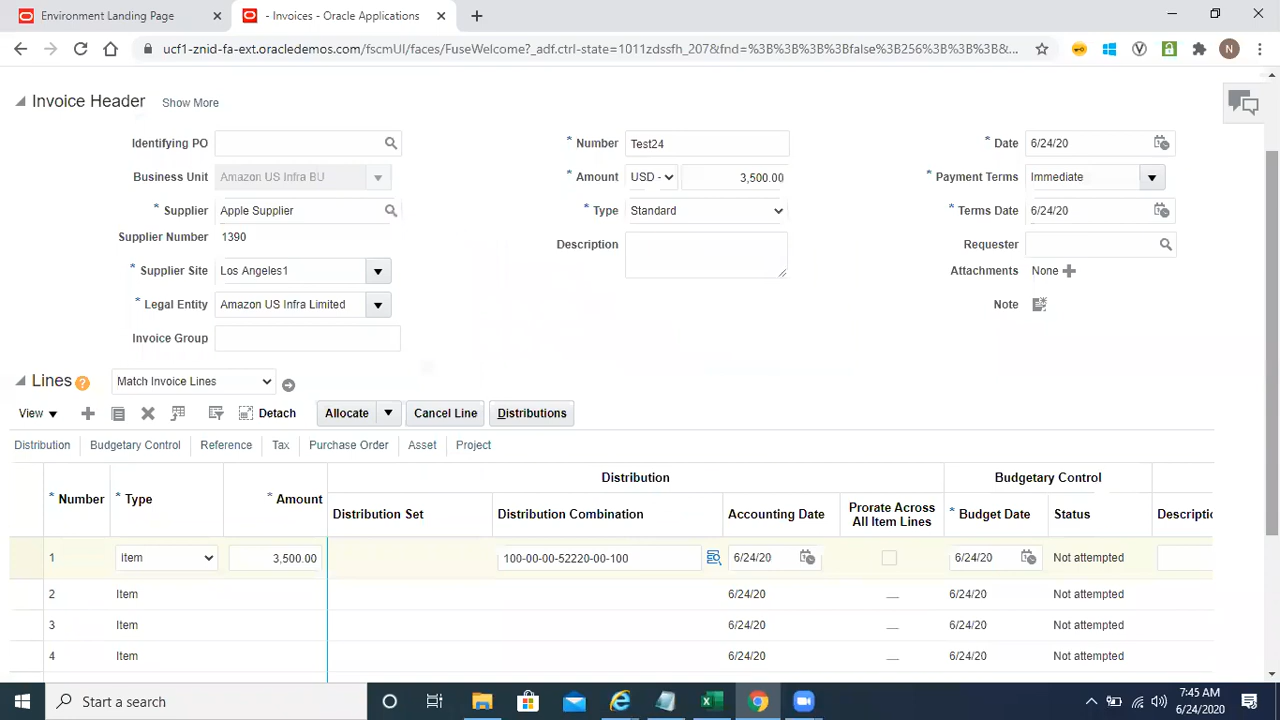 Environment Landing Page
- Invoices - Oracle Applications
ucf1-znid-fa-ext.oracledemos.com/fscmUI/faces/FuseWelcome?_adf.ctrl-state=1011zdssfh_207&fnd=%3B%3B%3B%3Bfalse%3B256%3B%3B%3B&...
N
Invoice Header Show More
Identifying PO
* Number Test24
* Date 6/24/20
Business Unit Amazon US Infra BU
* Amount USD - 3,500.00
* Payment Terms Immediate
* Supplier Apple Supplier
* Type Standard
* Terms Date 6/24/20
Supplier Number 1390
Description
Requester
* Supplier Site Los Angeles1
Attachments None
* Legal Entity Amazon US Infra Limited
Note
Invoice Group
Lines ? Match Invoice Lines
View Detach Allocate Cancel Line Distributions
Distribution Budgetary Control Reference Tax Purchase Order Asset Project
Distribution Budgetary Control
* Number * Type * Amount Distribution Set Distribution Combination Accounting Date Prorate Across All Item Lines * Budget Date Status Descriptic
1 Item 3,500.00 100-00-00-52220-00-100 6/24/20 6/24/20 Not attempted
2 Item 6/24/20 6/24/20 Not attempted
3 Item 6/24/20 6/24/20 Not attempted
4 Item 6/24/20 6/24/20 Not attempted
Start a search
7:45 AM
6/24/2020